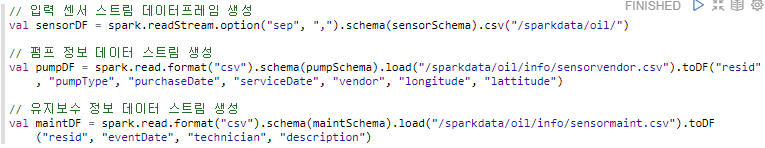 FINISHED
// 입력 센서 스트림 데이터프레임 생성
val sensorDF = spark.readStream.option("sep", ",").schema(sensorSchema).csv("/sparkdata/oil/")
// 펌프 정보 데이터 스트림 생성
val pumpDF = spark.read.format("csv").schema(pumpSchema).load("/sparkdata/oil/info/sensorvendor.csv").toDF("resid"
, "pumpType", "purchaseDate", "serviceDate", "vendor", "longitude", "lattitude")
// 유지보수 정보 데이터 스트림 생성
val maintDF = spark.read.format("csv").schema(maintSchema).load("/sparkdata/oil/info/sensormaint.csv").toDF
("resid", "eventDate", "technician", "description")